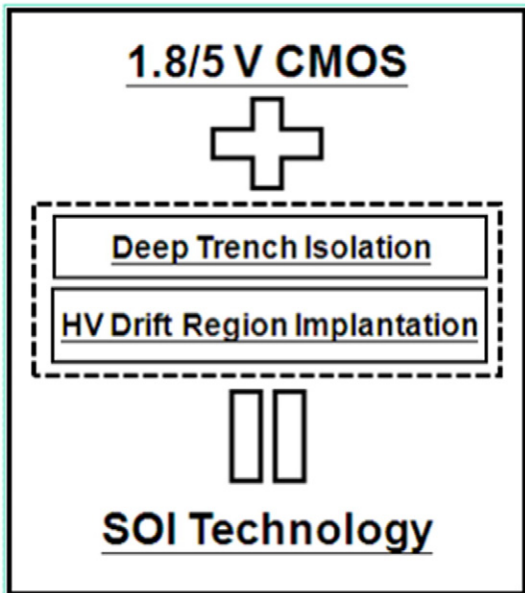 1.8/5 V CMOS
Deep Trench Isolation
HV Drift Region Implantation
SOI Technology